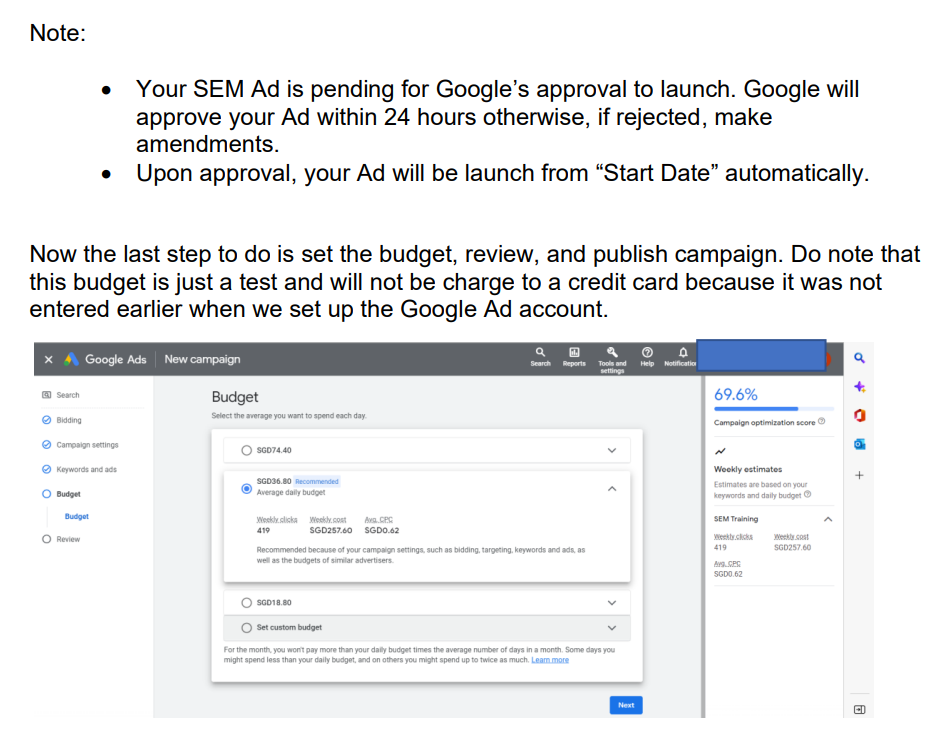 Note:
• Your SEM Ad is pending for Google’s approval to launch. Google will
approve your Ad within 24 hours otherwise, if rejected, make
amendments.
• Upon approval, your Ad will be launch from “Start Date” automatically.
Now the last step to do is set the budget, review, and publish campaign. Do note that
this budget is just a test and will not be charge to a credit card because it was not
entered earlier when we set up the Google Ad account.
Google Ads New campaign
Search Reports Tools and settings Help Notification
Search
Bidding
Campaign settings
Keywords and ads
Budget
Budget
Review
Budget
Select the average you want to spend each day.
SGD74.40
SGD36.80 Recommended
Average daily budget
Weekly clicks Weekly cost Avg. CPC
419 SGD257.60 SGD0.62
Recommended because of your campaign settings, such as bidding, targeting, keywords and ads, as
well as the budgets of similar advertisers.
SGD18.80
Set custom budget
For the month, you won't pay more than your daily budget times the average number of days in a month. Some days you
might spend less than your daily budget, and on others you might spend up to twice as much. Learn more
Next
69.6%
Campaign optimization score
Weekly estimates
Estimates are based on your
keywords and daily budget
SEM Training
Weekly clicks Weekly cost
419 SGD257.60
Avg. CPC
SGD0.62